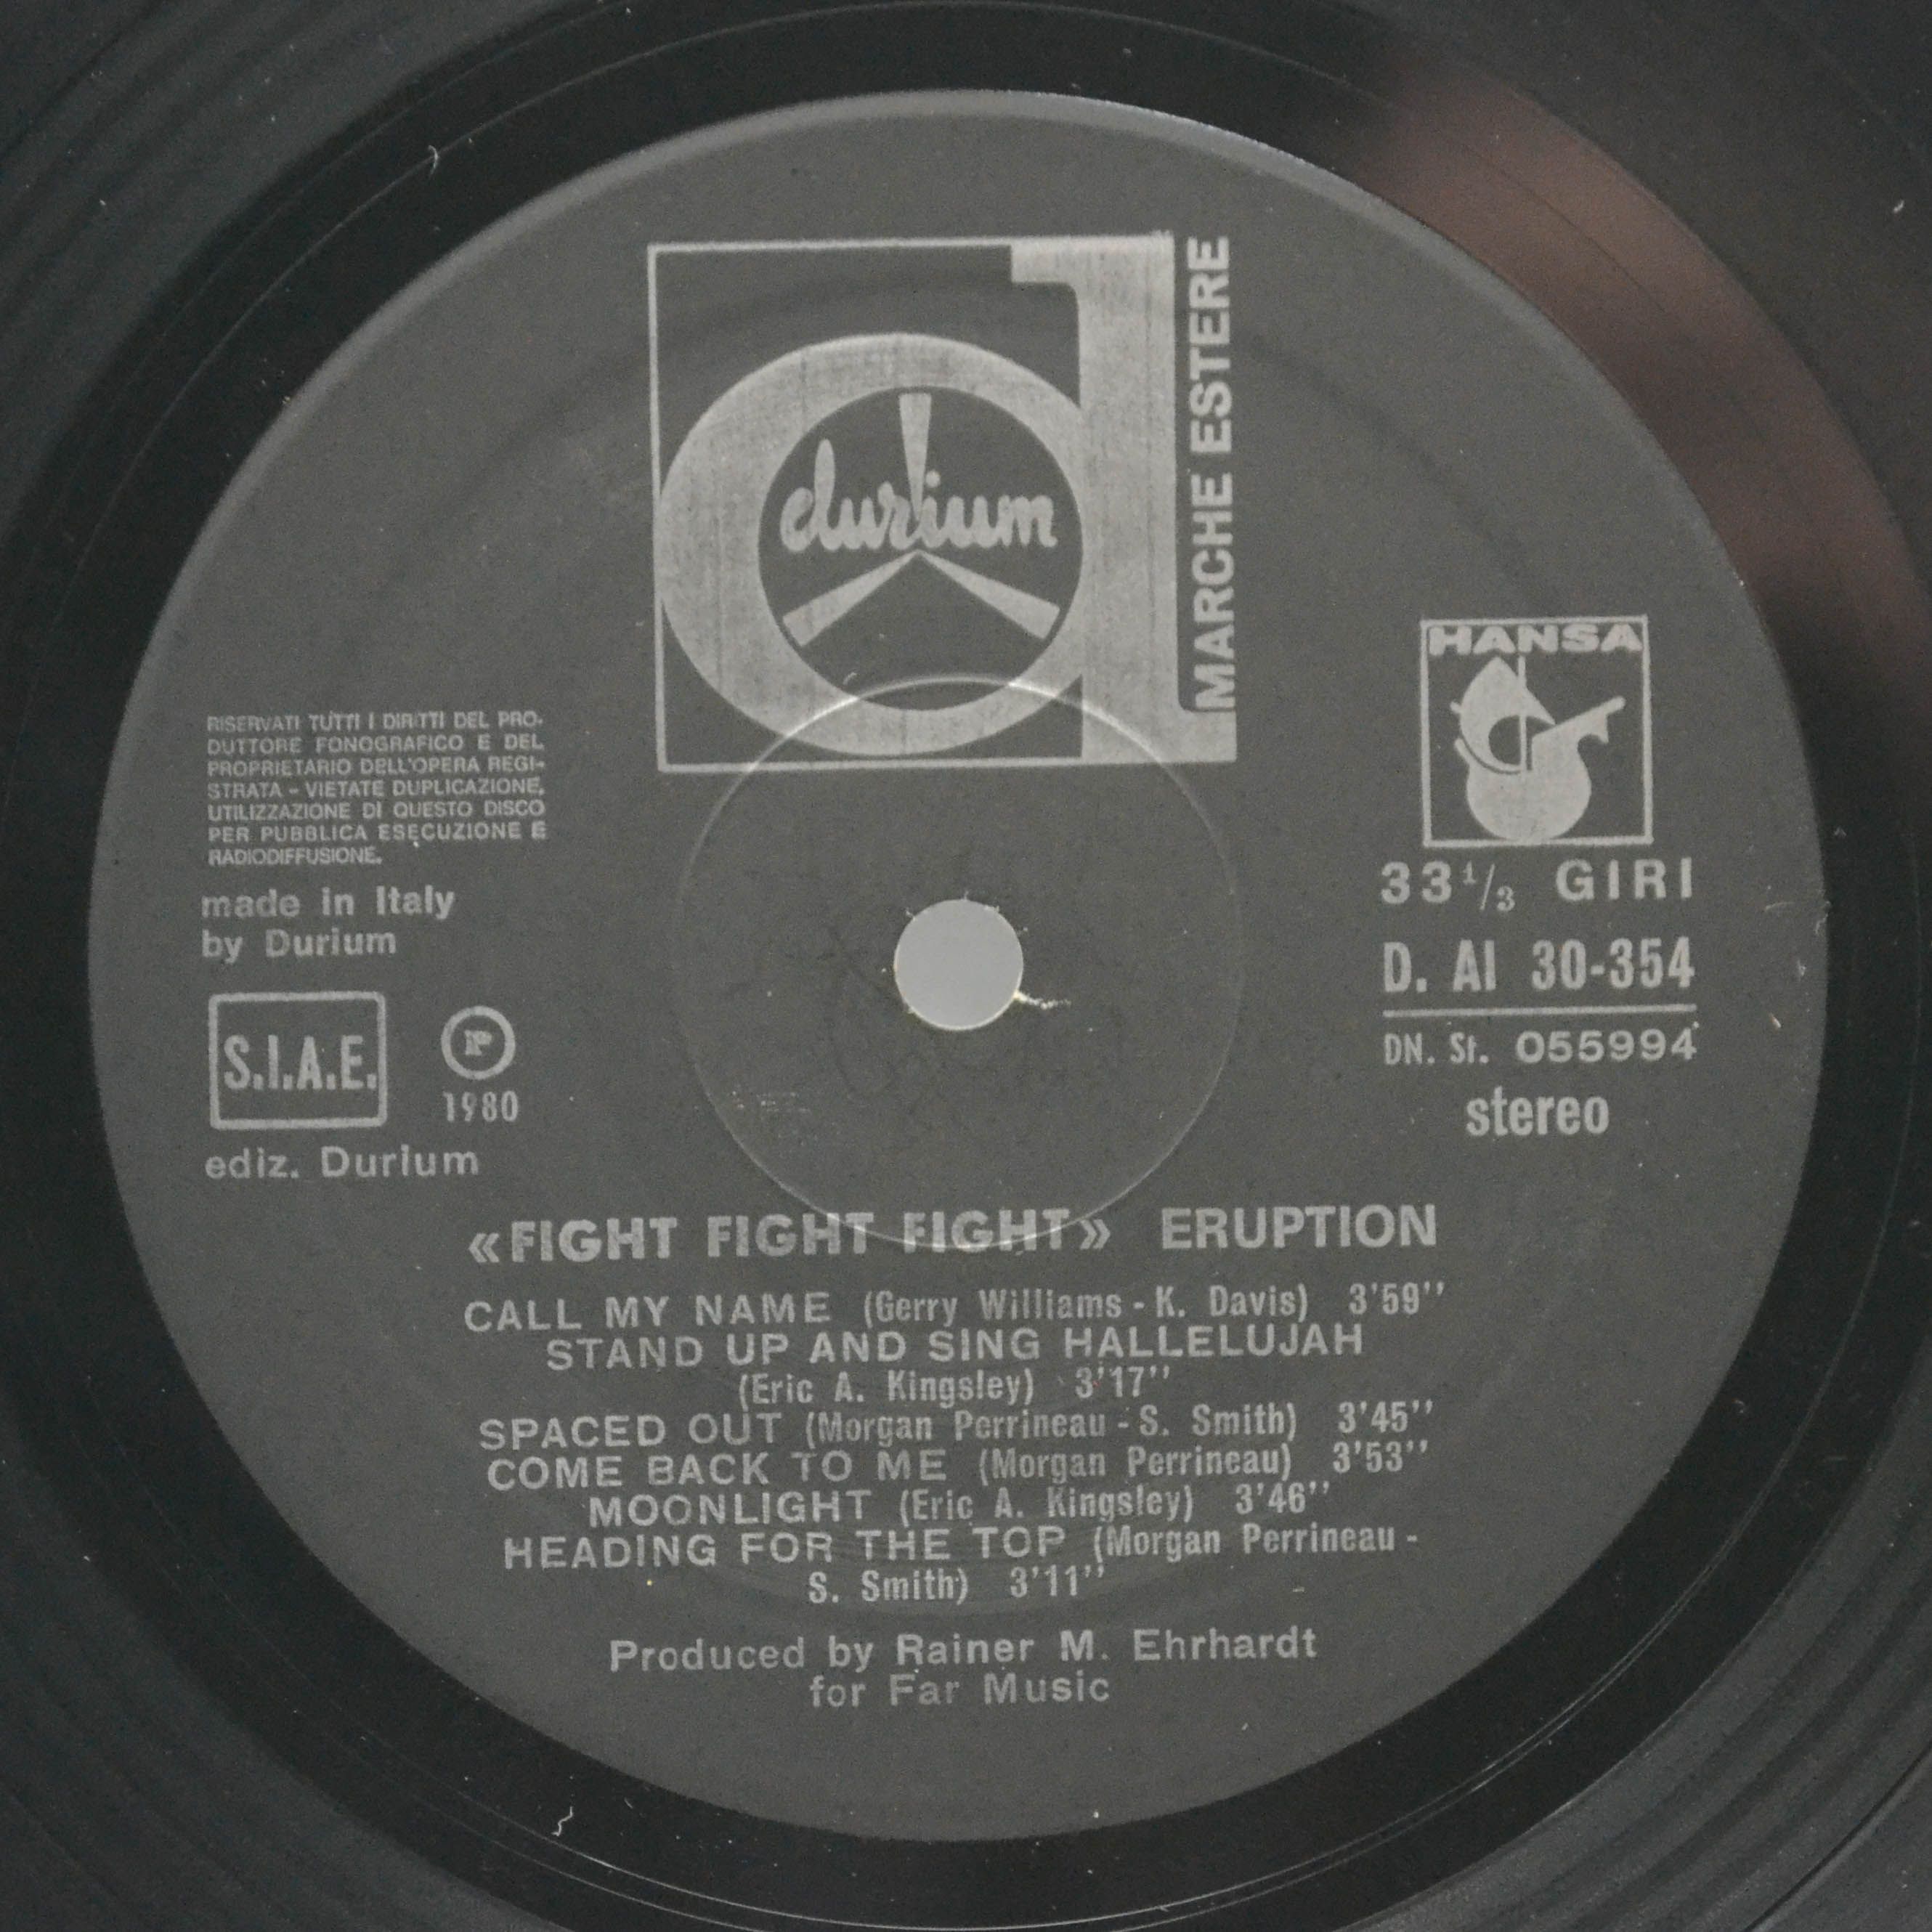 durium
MARCHE ESTERE
HANSA
RISERVATI TUTTI I DIRITTI DEL PRO-
DUTTORE FONOGRAFICO E DEL
PROPRIETARIO DELL'OPERA REGI-
STRATA - VIETATE DUPLICAZIONE,
UTILIZZAZIONE DI QUESTO DISCO
PER PUBBLICA ESECUZIONE E
RADIODIFFUSIONE.
made in Italy
by Durium
S.I.A.E.
P
1980
ediz. Durium
33 1/3 GIRI
D. AI 30-354
DN. St. 055994
stereo
«FIGHT FIGHT FIGHT» ERUPTION
CALL MY NAME (Gerry Williams - K. Davis) 3'59''
STAND UP AND SING HALLELUJAH
(Eric A. Kingsley) 3'17''
SPACED OUT (Morgan Perrineau - S. Smith) 3'45''
COME BACK TO ME (Morgan Perrineau) 3'53''
MOONLIGHT (Eric A. Kingsley) 3'46''
HEADING FOR THE TOP (Morgan Perrineau -
S. Smith) 3'11''
Produced by Rainer M. Ehrhardt
for Far Music